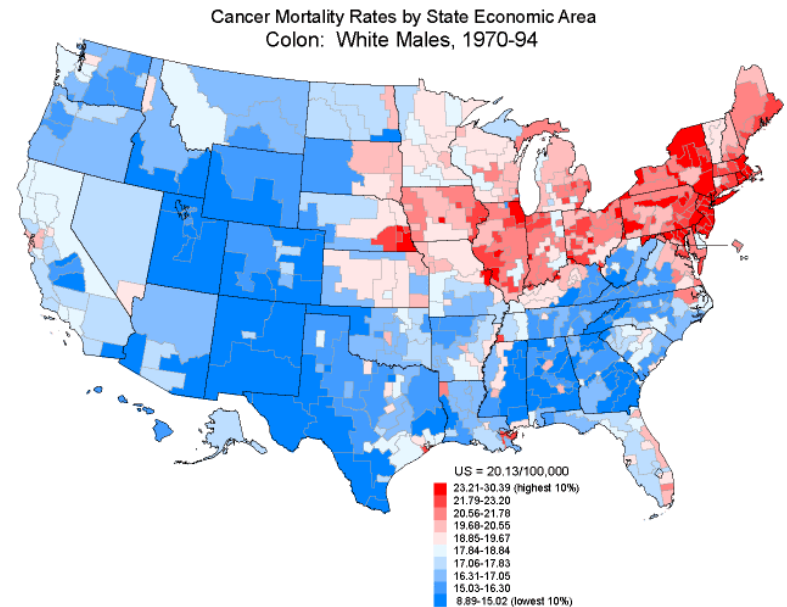 Cancer Mortality Rates by State Economic Area
Colon: White Males, 1970-94
DC
US = 20.13/100,000
23.21-30.39 (highest 10%)
21.79-23.20
20.56-21.78
19.68-20.55
18.85-19.67
17.84-18.84
17.06-17.83
16.31-17.05
15.03-16.30
8.89-15.02 (lowest 10%)